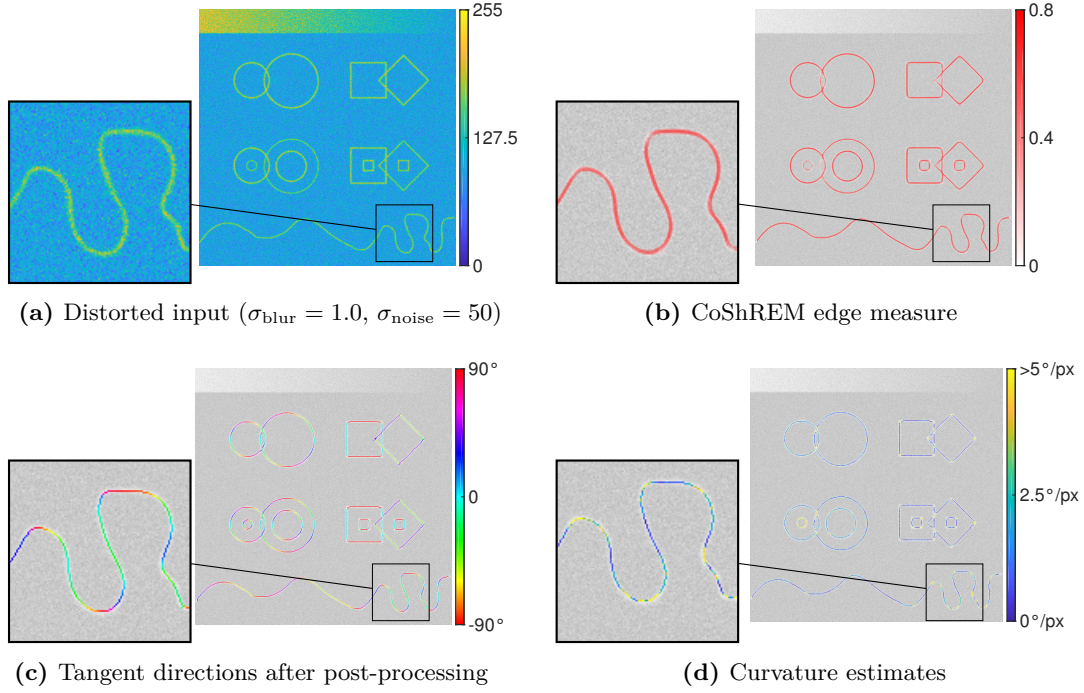 255
127.5
0
(a) Distorted input (σblur = 1.0, σnoise = 50)
0.8
0.4
0
(b) CoShREM edge measure
90°
0
-90°
(c) Tangent directions after post-processing
>5°/px
2.5°/px
0°/px
(d) Curvature estimates